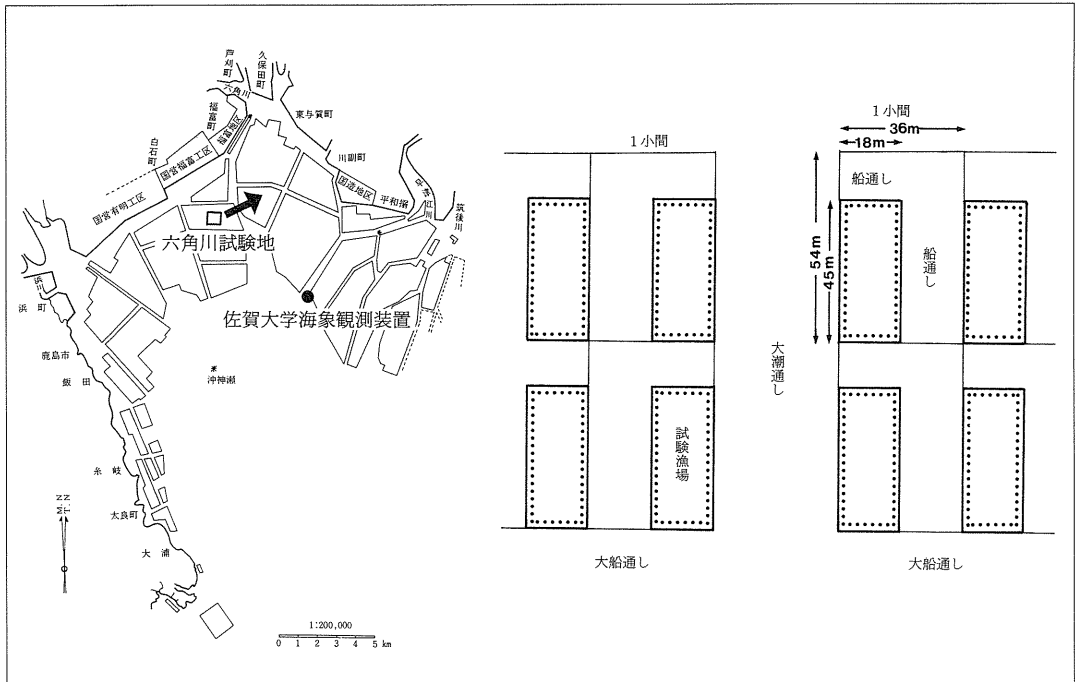 芦刈町
久保田町
六角川
東与賀町
福富町
福富地区
川副町
白石町
国営福富工区
国造地区
平和搦
早津江川
筑後川
国営有明工区
六角川試験地
浜川
浜町
佐賀大学海象観測装置
鹿島市
飯田
沖神瀬
糸岐
太良町
M.N
T.N
大浦
1:200,000
0 1 2 3 4 5 km
1小間
試験漁場
大船通し
大潮通し
1小間
36m
18m
船通し
54m
45m
船通し
大船通し